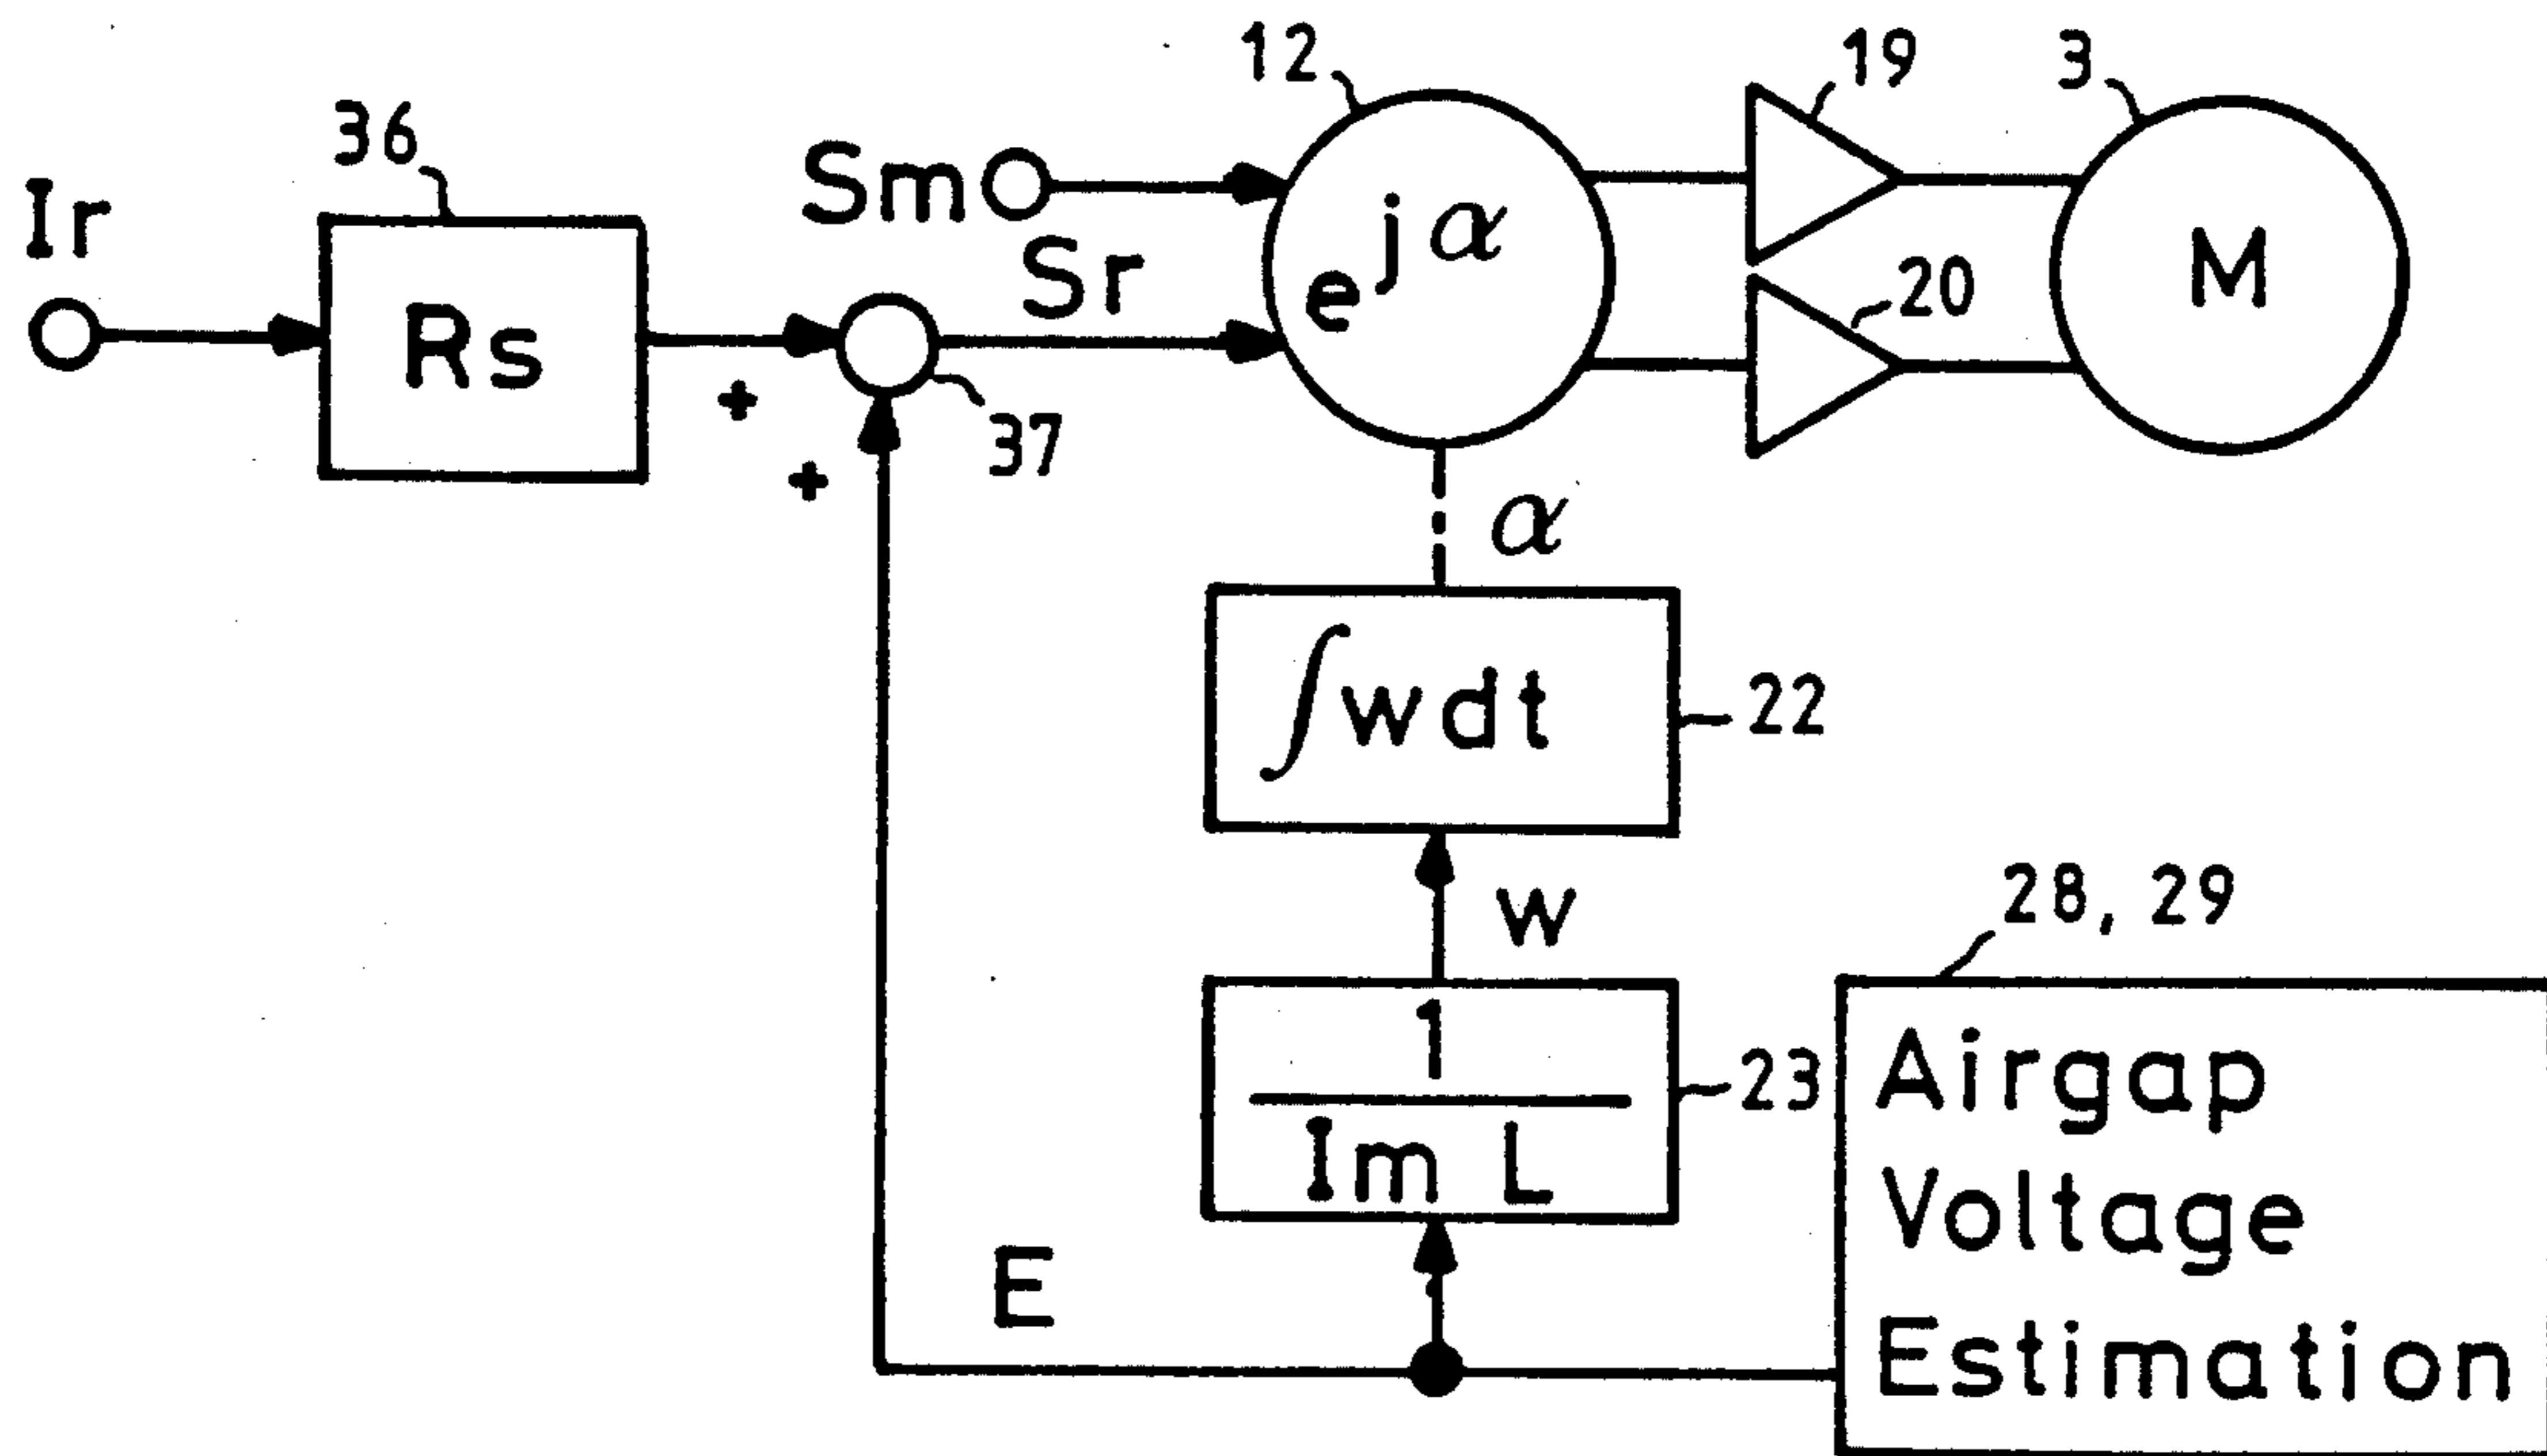 12
19
3
36
Ir
Sm
Sr
e^{jα}
M
20
Rs
+
37
+
α
∫wdt
22
w
28, 29
1
Im L
23
Airgap
Voltage
Estimation
E